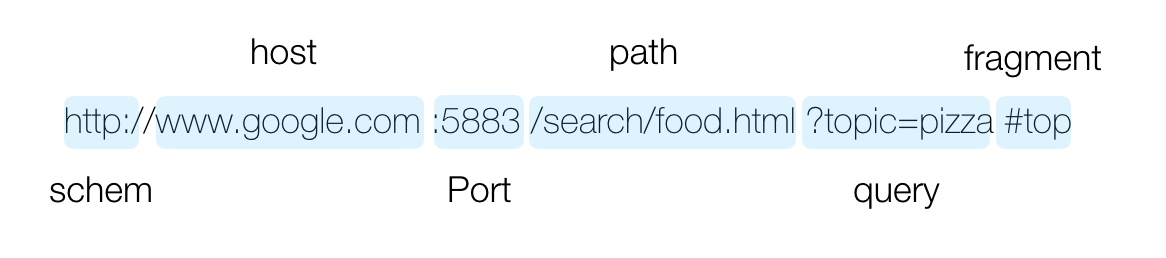 host path fragment
http://www.google.com :5883 /search/food.html ?topic=pizza #top
schem Port query